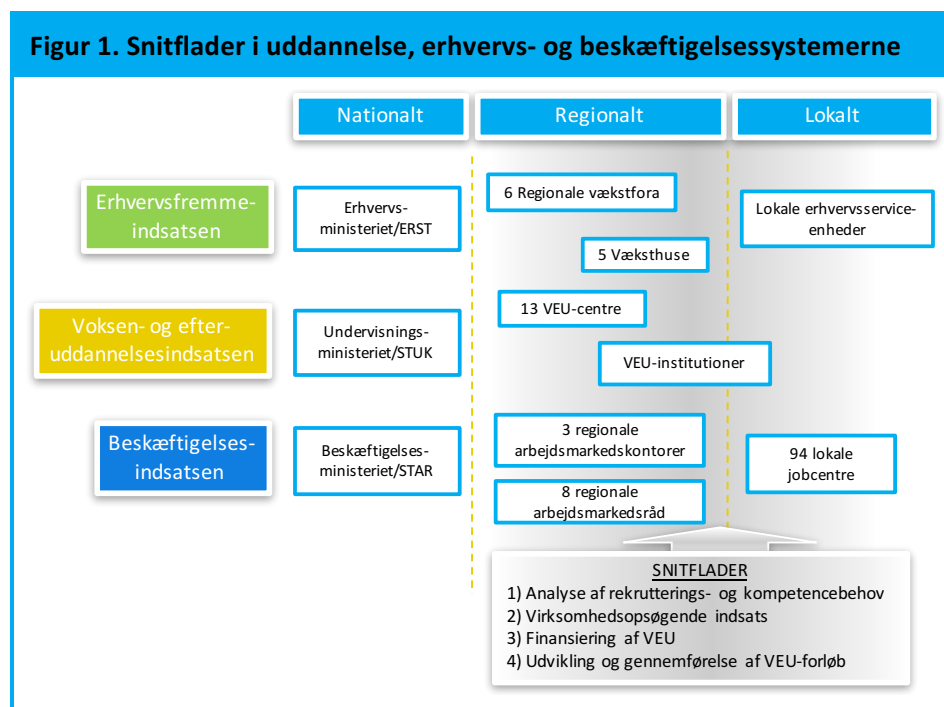 Figur 1. Snitflader i uddannelse, erhvervs- og beskæftigelsessystemerne
Nationalt
Regionalt
Lokalt
Erhvervsfremme-
indsatsen
Erhvervs-
ministeriet/ERST
6 Regionale vækstfora
5 Væksthuse
Lokale erhvervsservice-
enheder
Voksen- og efter-
uddannelsesindsatsen
Undervisnings-
ministeriet/STUK
13 VEU-centre
VEU-institutioner
Beskæftigelses-
indsatsen
Beskæftigelses-
ministeriet/STAR
3 regionale
arbejdsmarkedskontorer
8 regionale
arbejdsmarkedsråd
94 lokale
jobcentre
SNITFLADER
1) Analyse af rekrutterings- og kompetencebehov
2) Virksomhedsopsøgende indsats
3) Finansiering af VEU
4) Udvikling og gennemførelse af VEU-forløb